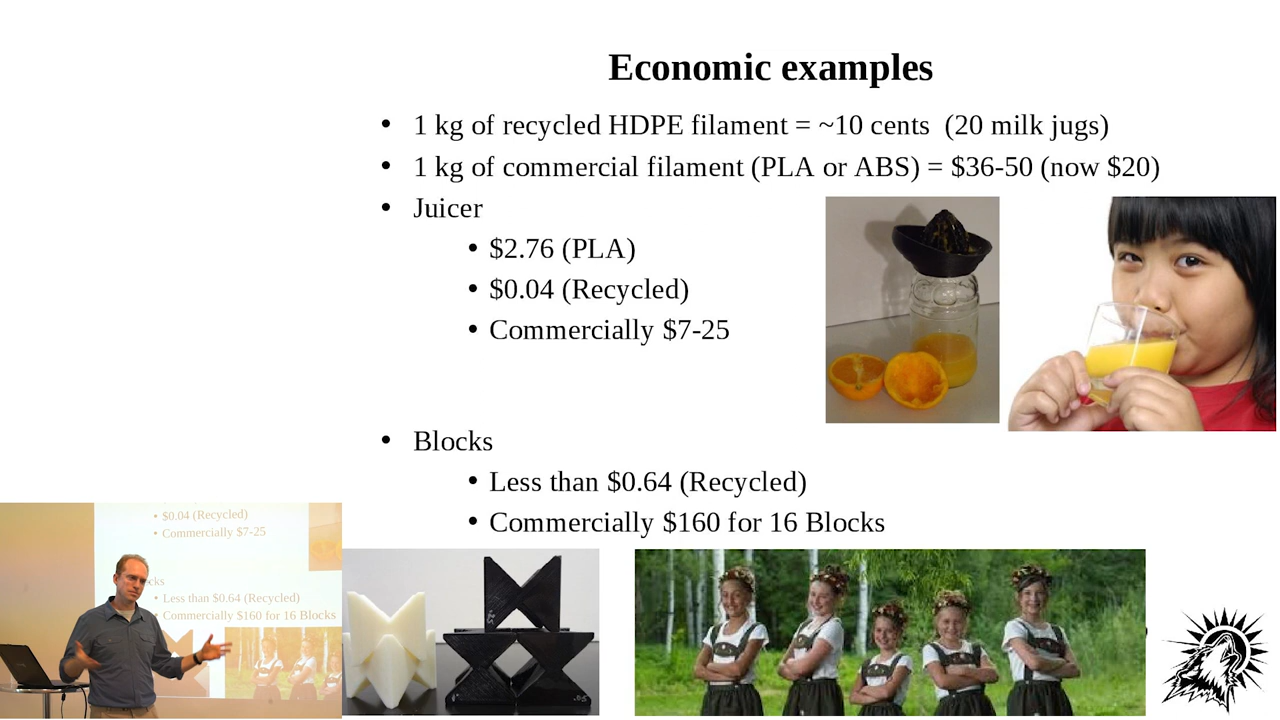 Economic examples
• 1 kg of recycled HDPE filament = ~10 cents (20 milk jugs)
• 1 kg of commercial filament (PLA or ABS) = $36-50 (now $20)
• Juicer
• $2.76 (PLA)
• $0.04 (Recycled)
• Commercially $7-25
• Blocks
• Less than $0.64 (Recycled)
• Commercially $160 for 16 Blocks
• $0.04 (Recycled)
• Commercially $7-25
cks
• Less than $0.64 (Recycled)
• Commercially $160 for 16 Blocks